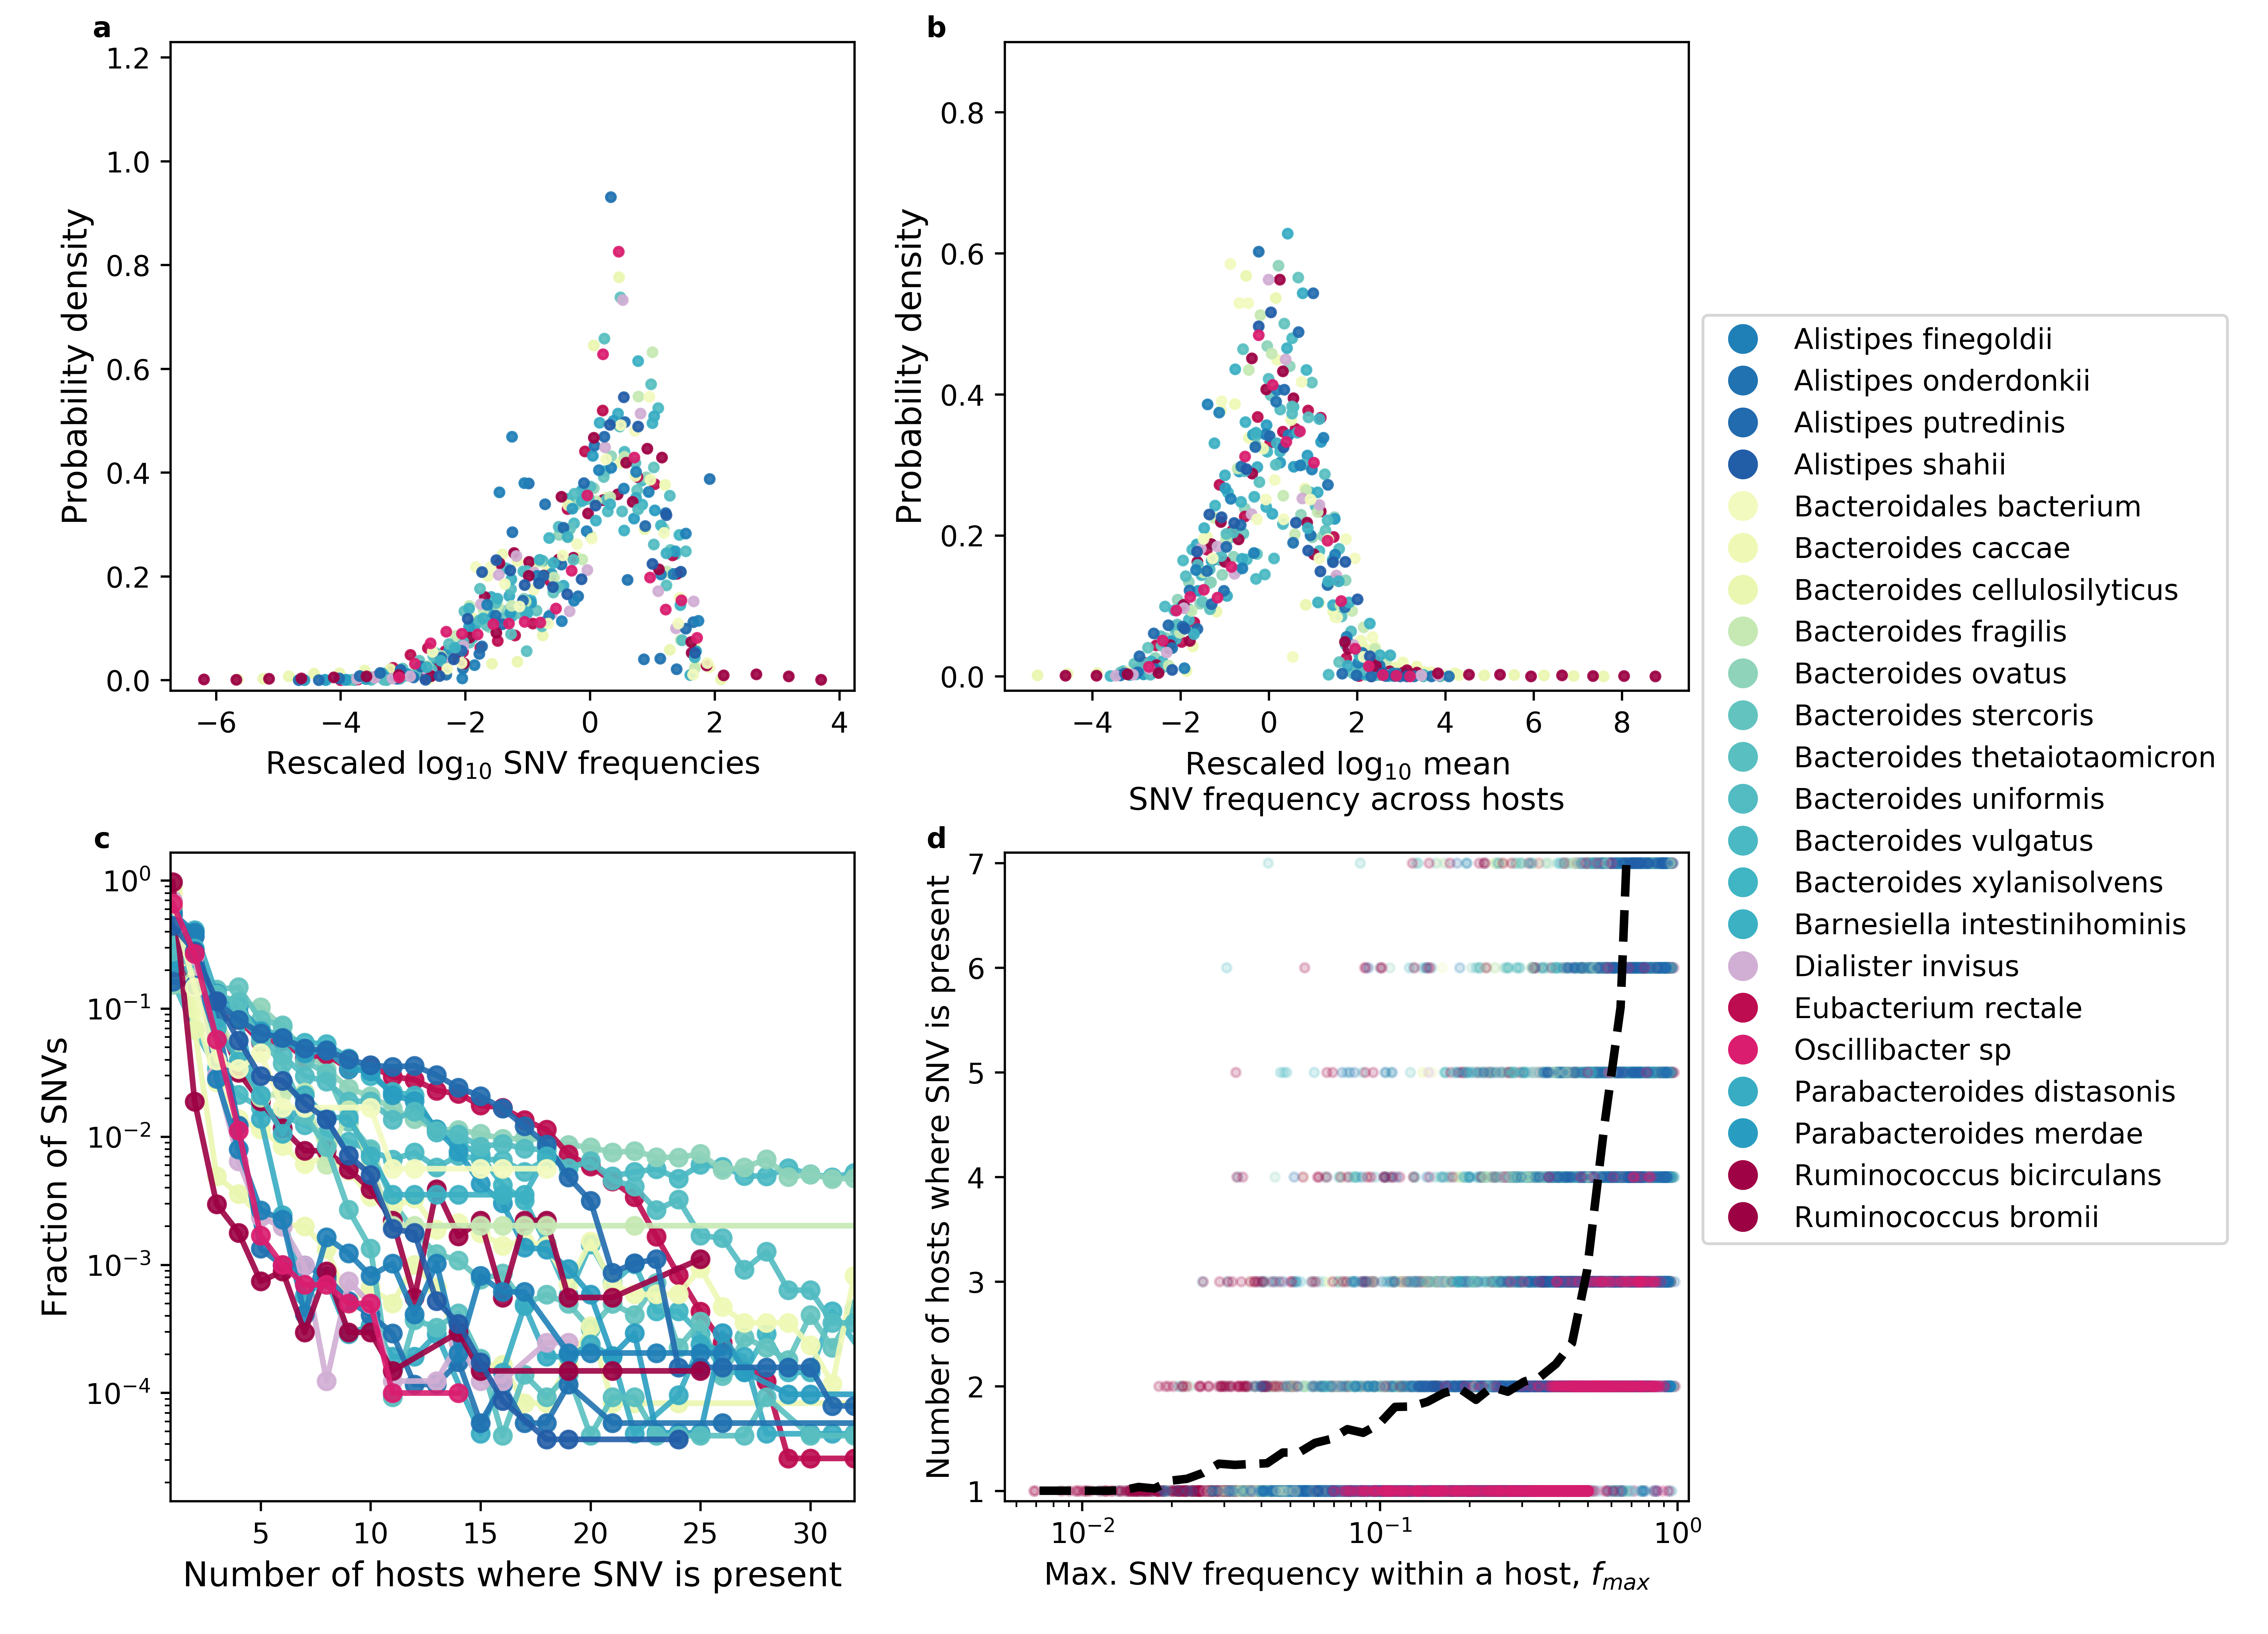 a
1.2
1.0
0.8
0.6
0.4
0.2
0.0
Probability density
−6 −4 −2 0 2 4
Rescaled log₁₀ SNV frequencies
b
0.8
0.6
0.4
0.2
0.0
Probability density
−4 −2 0 2 4 6 8
Rescaled log₁₀ mean
SNV frequency across hosts
c
10⁰
10⁻¹
10⁻²
10⁻³
10⁻⁴
Fraction of SNVs
5 10 15 20 25 30
Number of hosts where SNV is present
d
7
6
5
4
3
2
1
Number of hosts where SNV is present
10⁻² 10⁻¹ 10⁰
Max. SNV frequency within a host, fₘₐₓ
Alistipes finegoldii
Alistipes onderdonkii
Alistipes putredinis
Alistipes shahii
Bacteroidales bacterium
Bacteroides caccae
Bacteroides cellulosilyticus
Bacteroides fragilis
Bacteroides ovatus
Bacteroides stercoris
Bacteroides thetaiotaomicron
Bacteroides uniformis
Bacteroides vulgatus
Bacteroides xylanisolvens
Barnesiella intestinihominis
Dialister invisus
Eubacterium rectale
Oscillibacter sp
Parabacteroides distasonis
Parabacteroides merdae
Ruminococcus bicirculans
Ruminococcus bromii